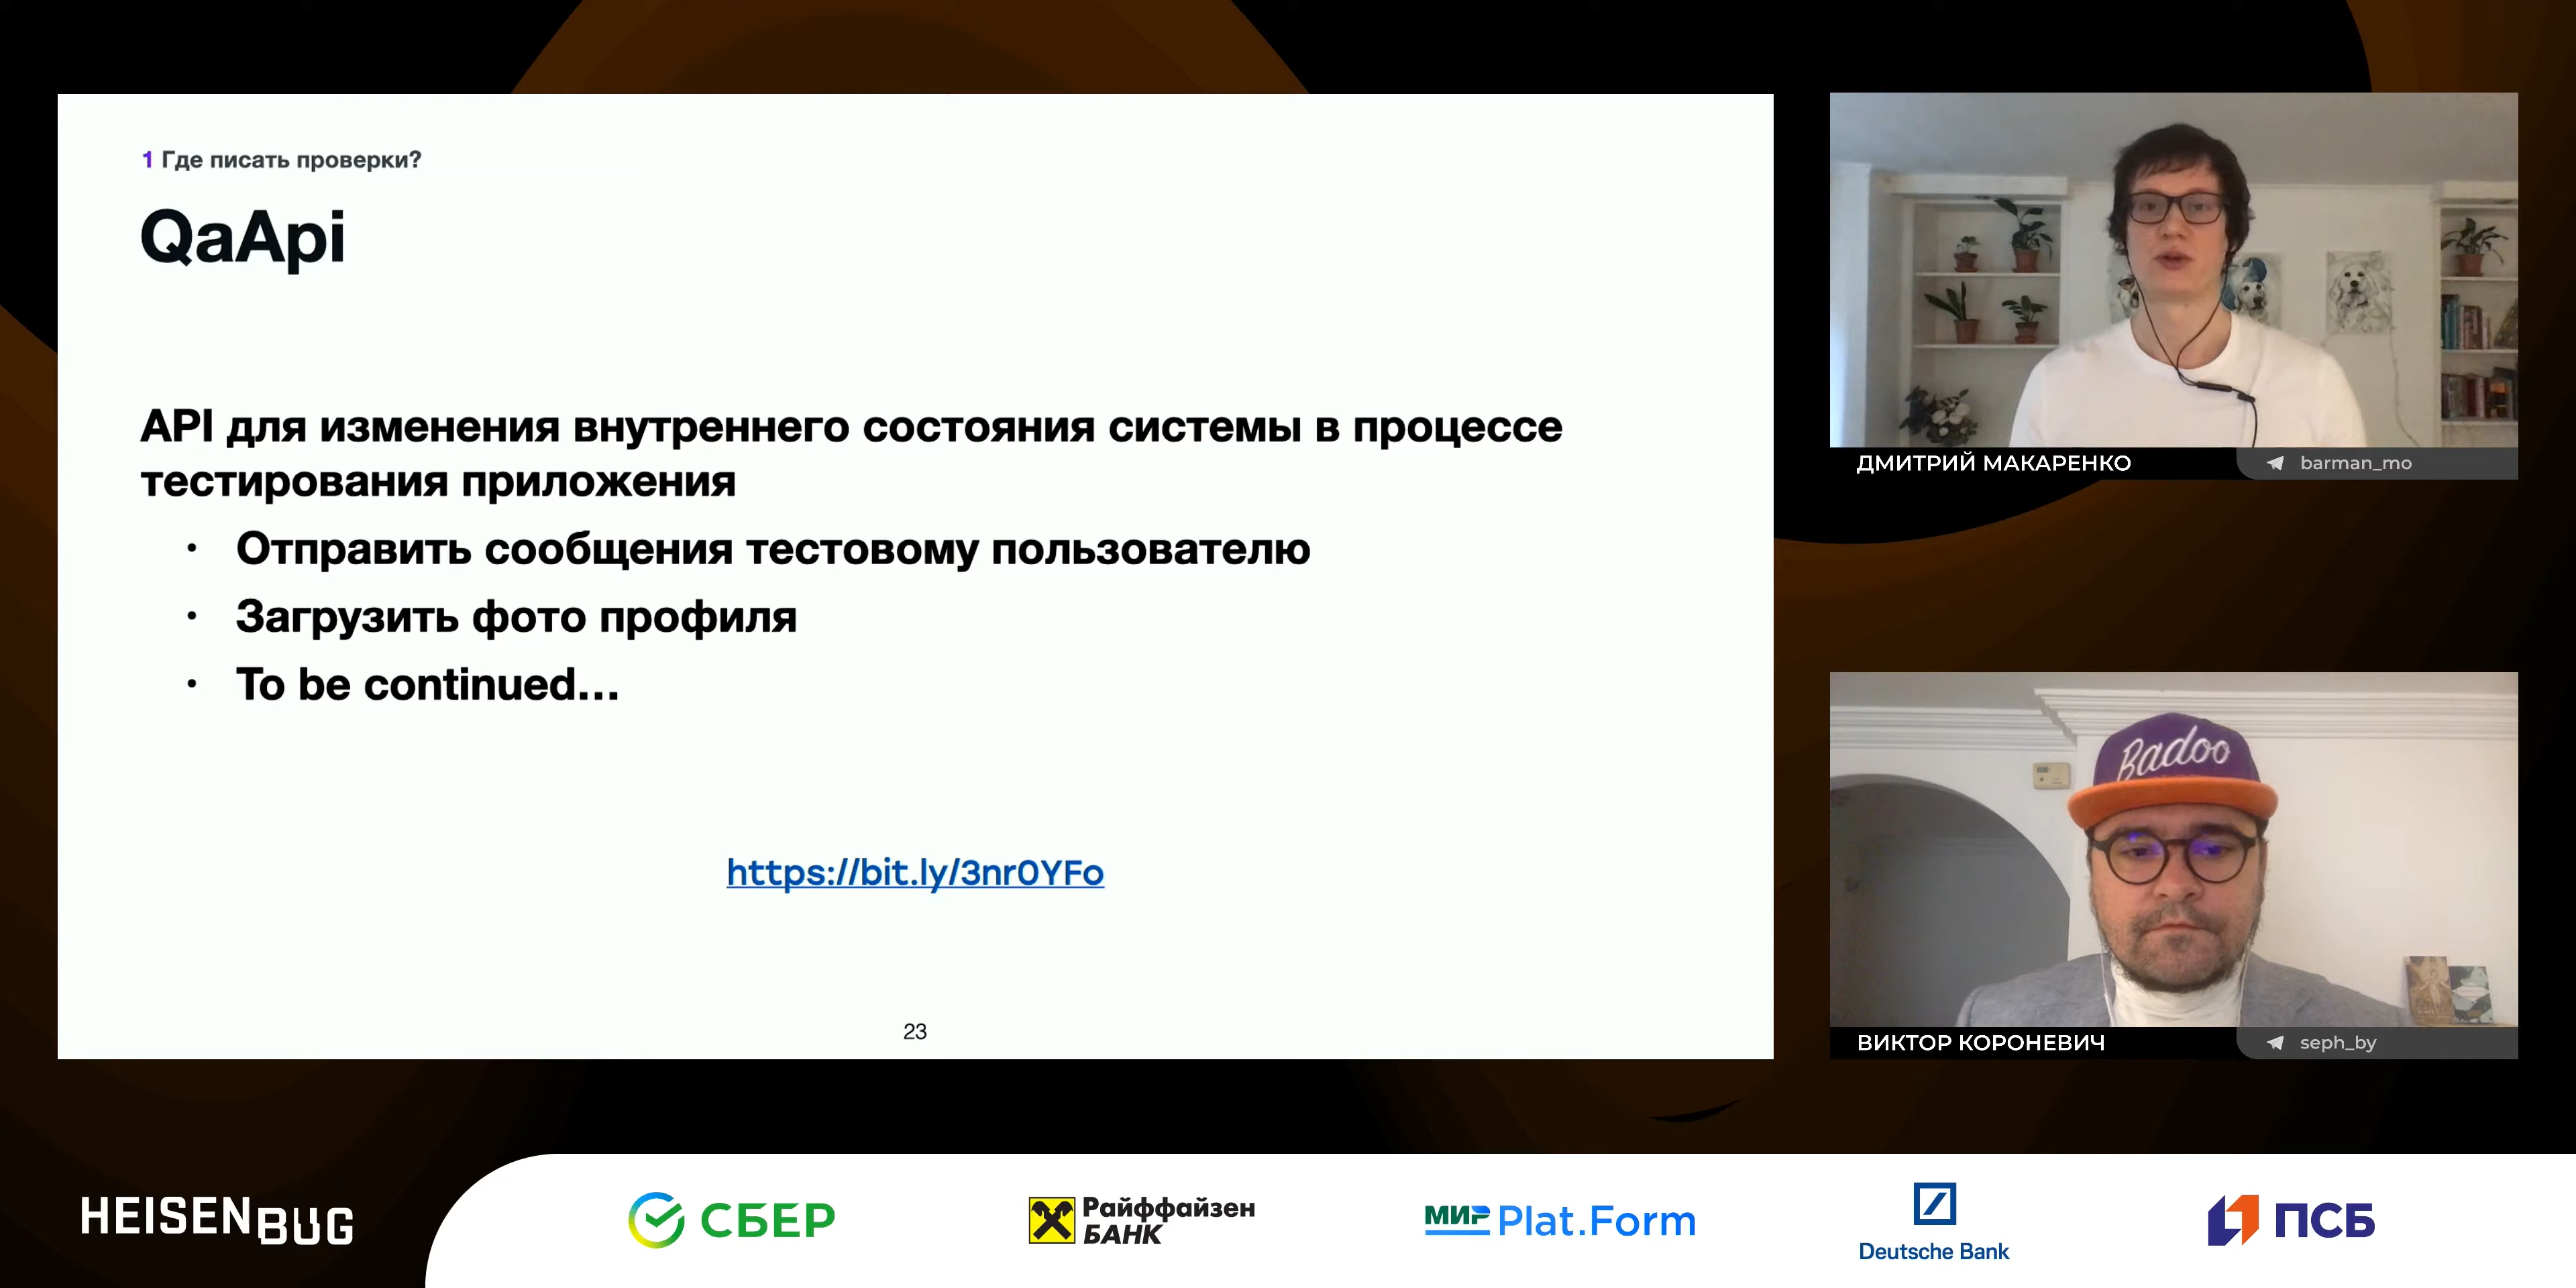 1 Где писать проверки?
QaApi
API для изменения внутреннего состояния системы в процессе
тестирования приложения
· Отправить сообщения тестовому пользователю
· Загрузить фото профиля
· To be continued...
https://bit.ly/3nr0YFo
23
ДМИТРИЙ МАКАРЕНКО
barman_mo
Badoo
ВИКТОР КОРОНЕВИЧ
seph_by
HEISENBUG
СБЕР
Райффайзен
БАНК
МИР Plat.Form
Deutsche Bank
ПСБ